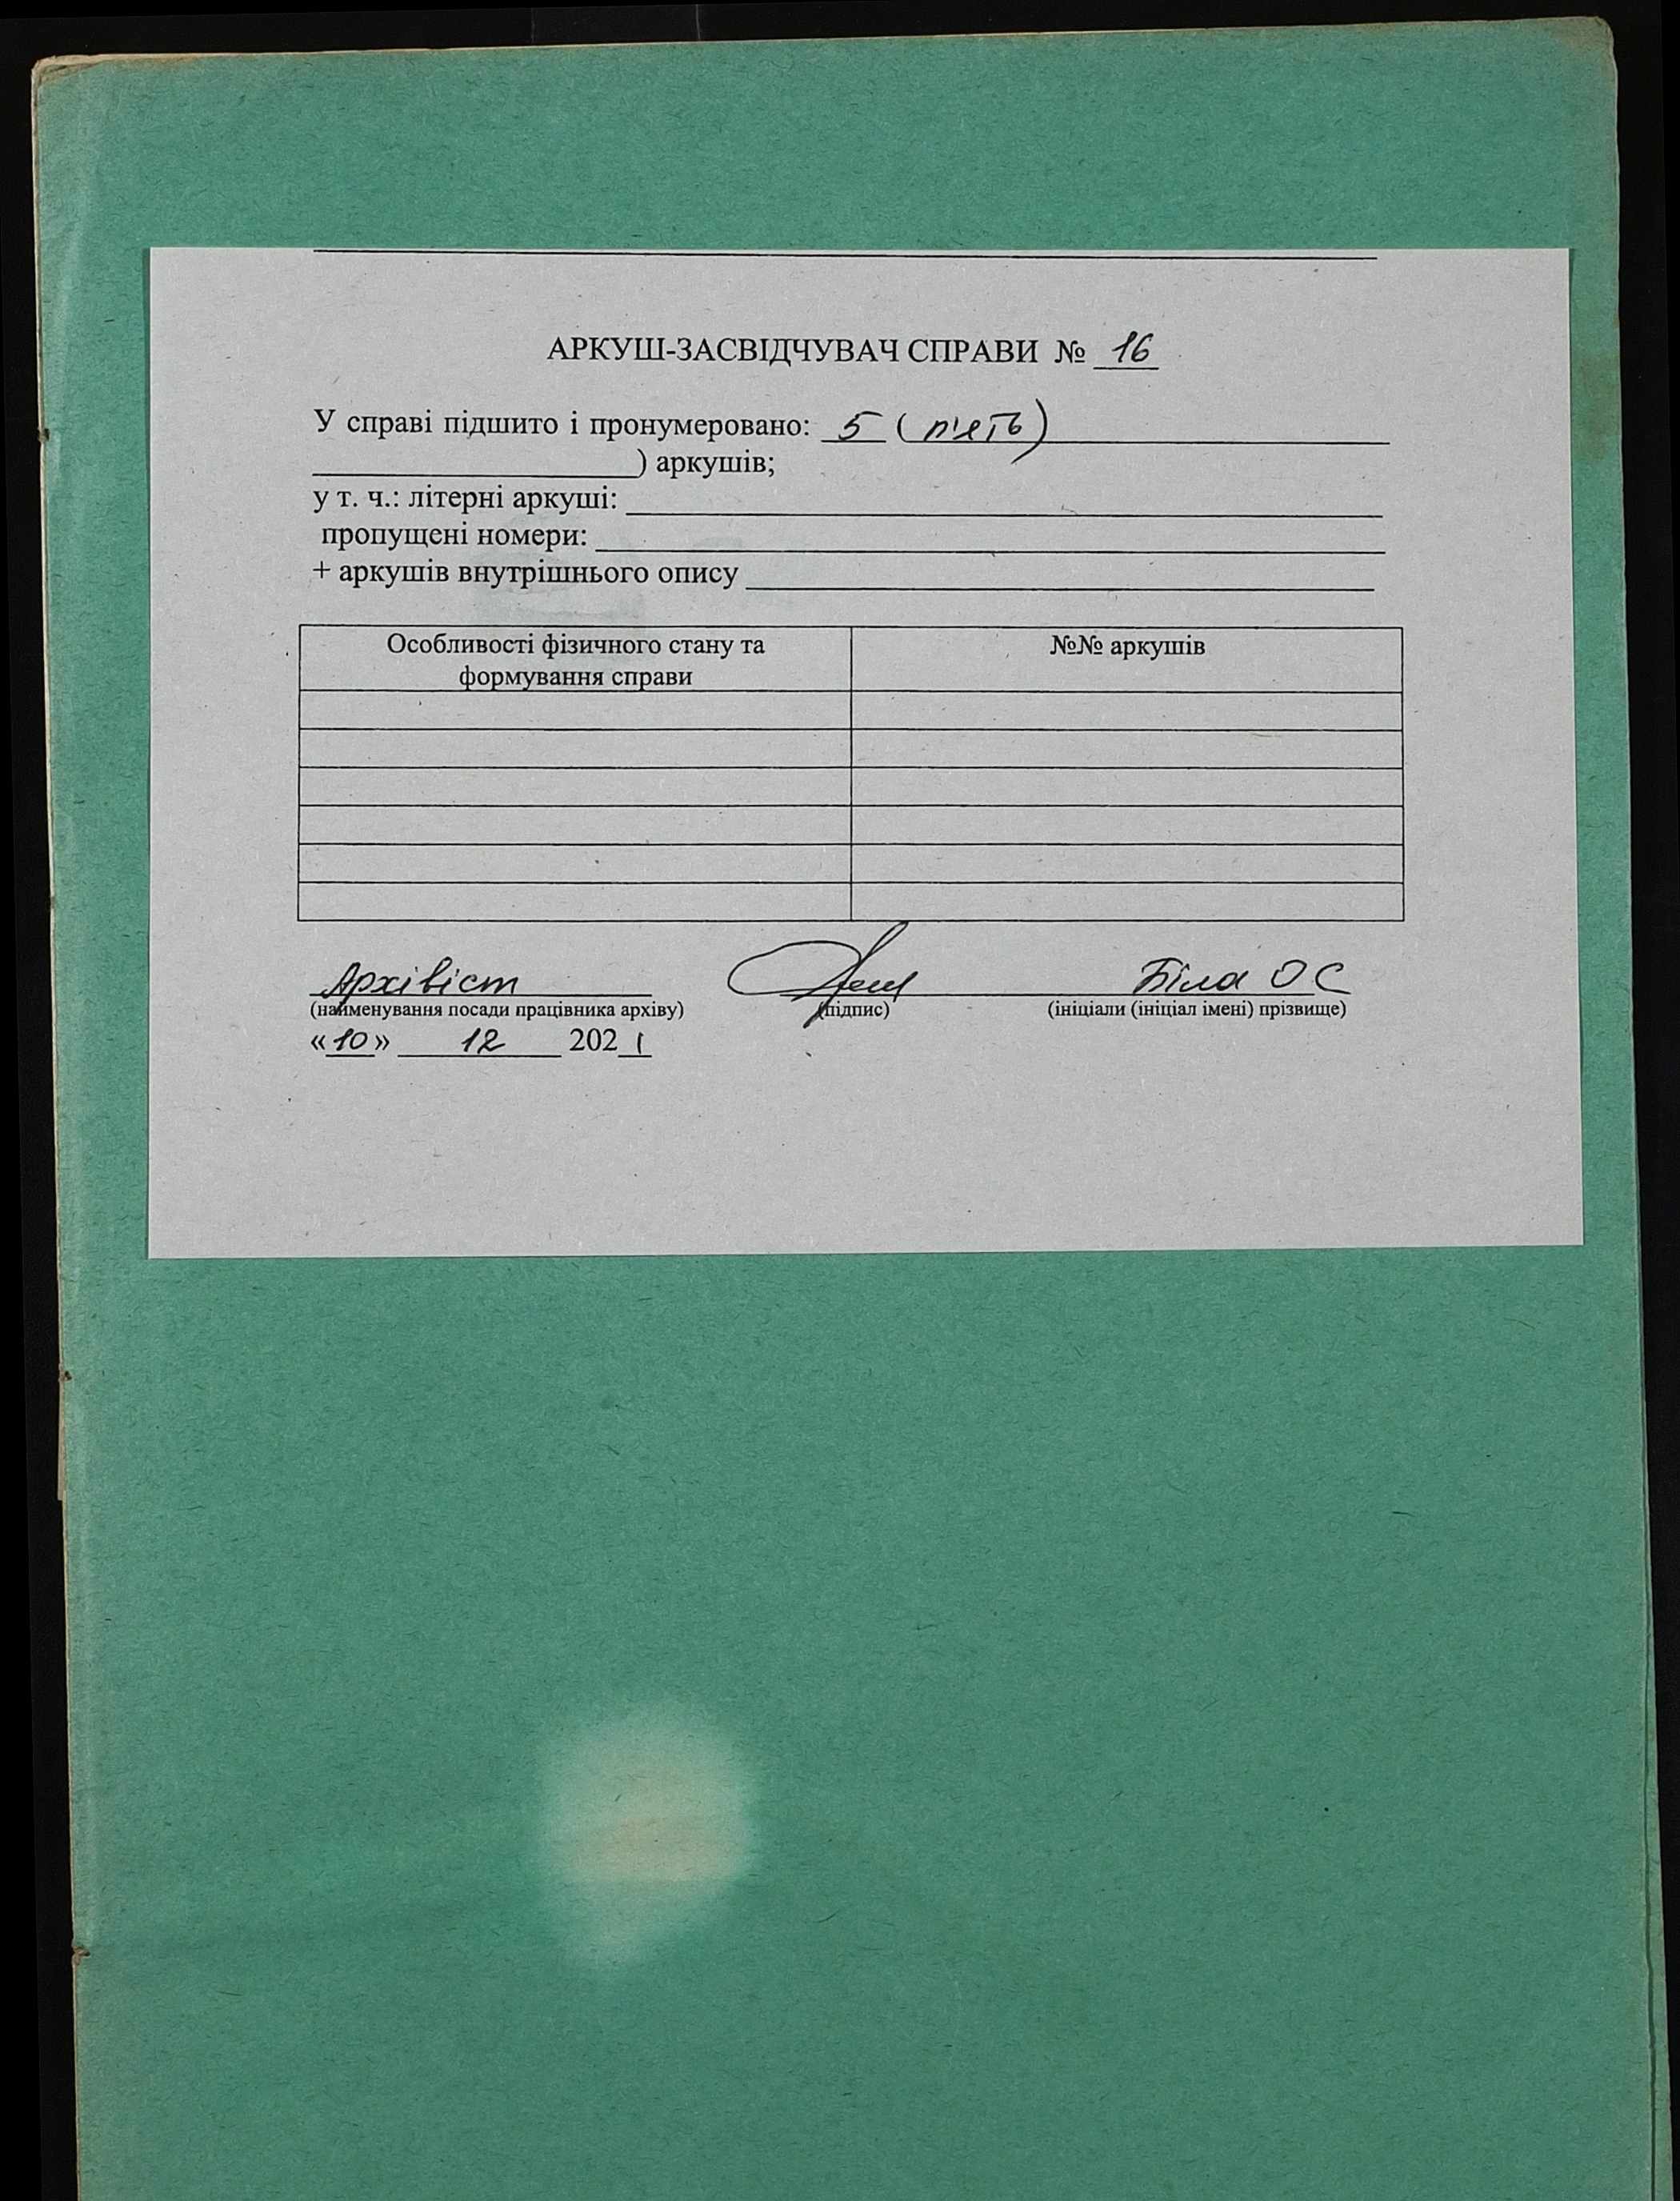 АРКУШ-ЗАСВІДЧУВАЧ СПРАВИ № 16
У справі підшито і пронумеровано: 5 ( п'ять)
) аркушів;
у т. ч.: літерні аркуші:
пропущені номери:
+ аркушів внутрішнього опису
Особливості фізичного стану та формування справи
№№ аркушів
Архівіст Біла О С
(найменування посади працівника архіву) (підпис) (ініціали (ініціал імені) прізвище)
«10» 12 2021